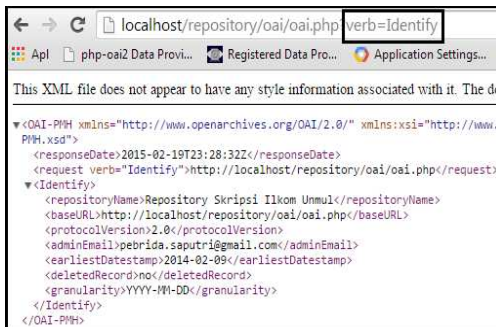 localhost/repository/oai/oai.php?verb=Identify
Apl php-oai2 Data Provi... Registered Data Pro... Application Settings...
This XML file does not appear to have any style information associated with it. The d
▼<OAI-PMH xmlns="http://www.openarchives.org/OAI/2.0/" xmlns:xsi="http://www.
PMH.xsd">
<responseDate>2015-02-19T23:28:32Z</responseDate>
<request verb="Identify">http://localhost/repository/oai/oai.php</request>
▼<Identify>
<repositoryName>Repository Skripsi Ilkom Unmul</repositoryName>
<baseURL>http://localhost/repository/oai/oai.php</baseURL>
<protocolVersion>2.0</protocolVersion>
<adminEmail>pebrida.saputri@gmail.com</adminEmail>
<earliestDatestamp>2014-02-09</earliestDatestamp>
<deletedRecord>no</deletedRecord>
<granularity>YYYY-MM-DD</granularity>
</Identify>
</OAI-PMH>